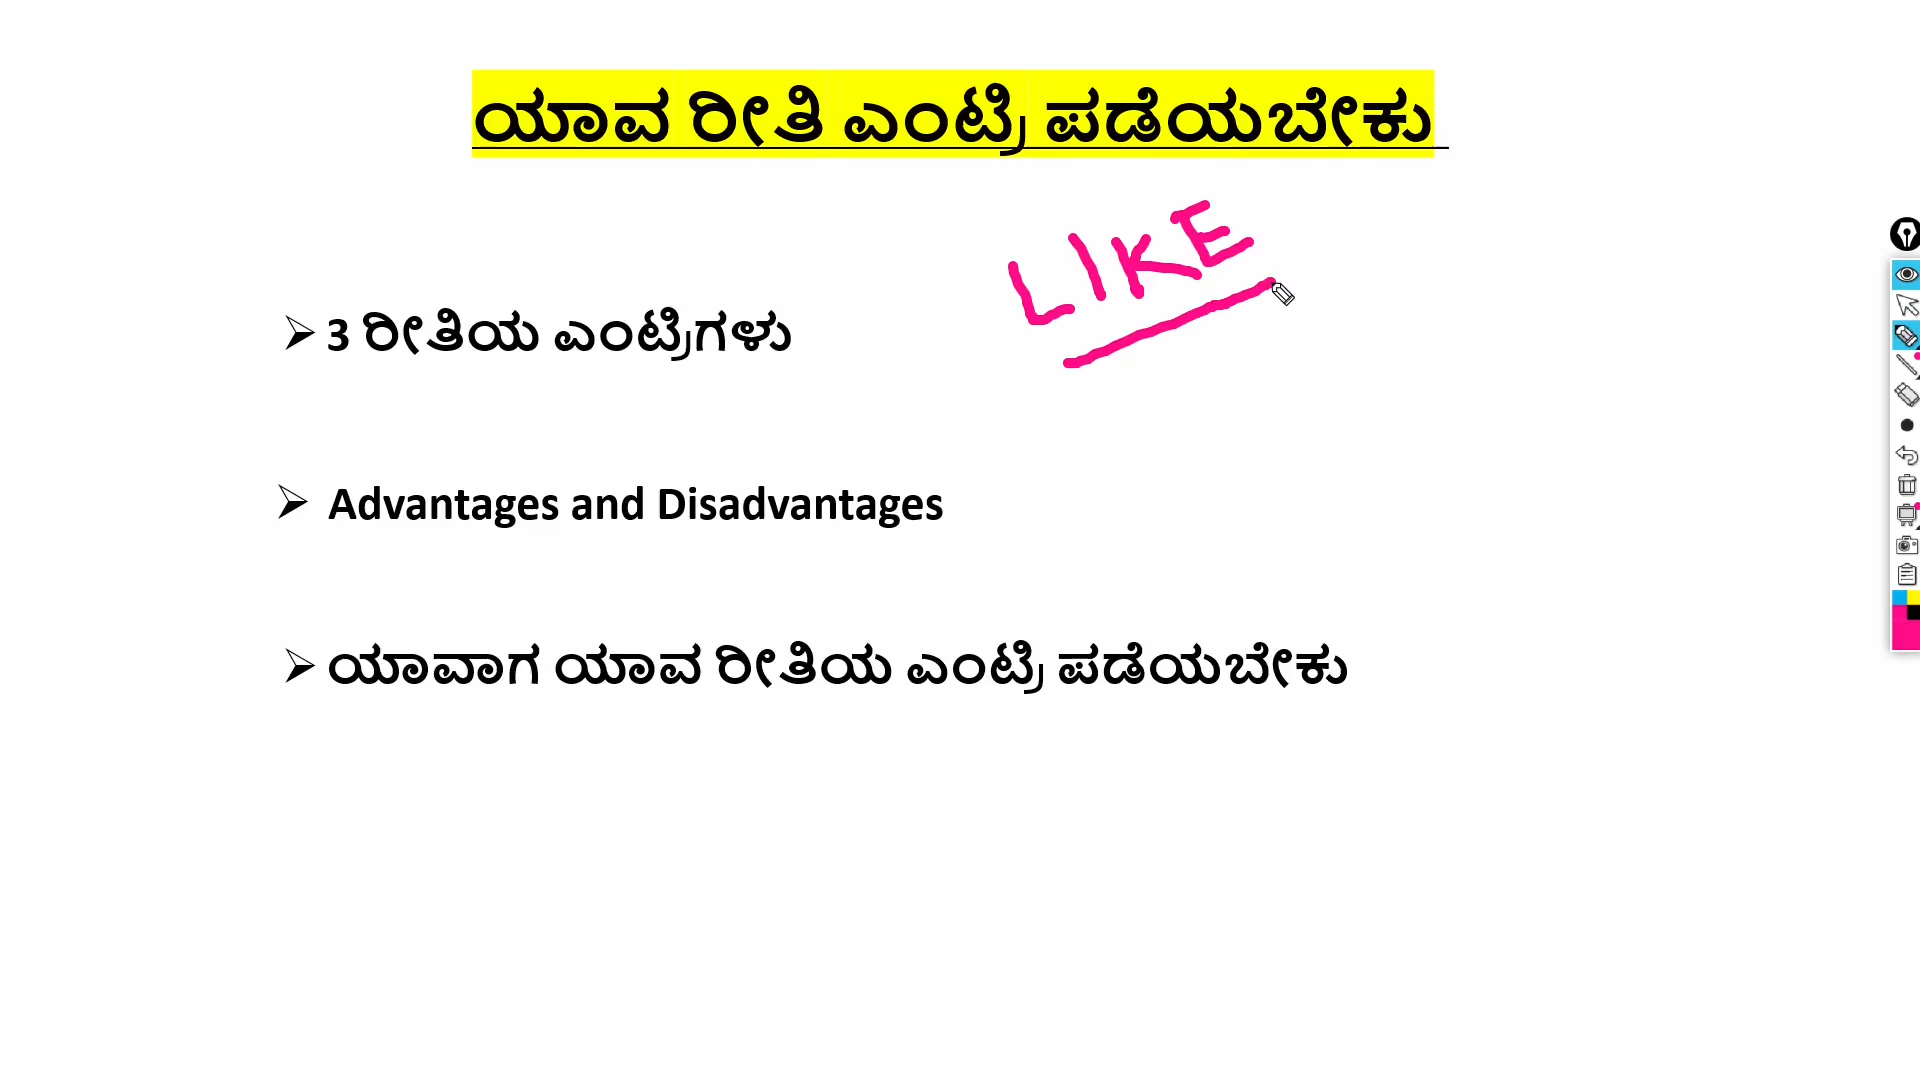 ಯಾವ ರೀತಿ ಎಂಟ್ರಿ ಪಡೆಯಬೇಕು
LIKE
➢ 3 ರೀತಿಯ ಎಂಟ್ರಿಗಳು
➢ Advantages and Disadvantages
➢ ಯಾವಾಗ ಯಾವ ರೀತಿಯ ಎಂಟ್ರಿ ಪಡೆಯಬೇಕು